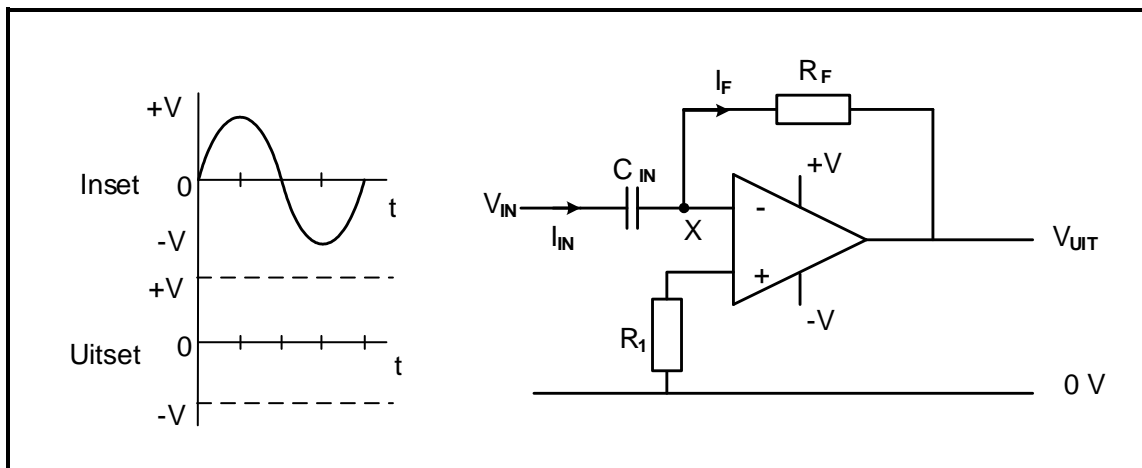 +V
Inset
0
t
-V
+V
Uitset
0
t
-V
I_F
R_F
C_IN
V_IN
I_IN
X
-
+
+V
-V
R_1
V_UIT
0 V